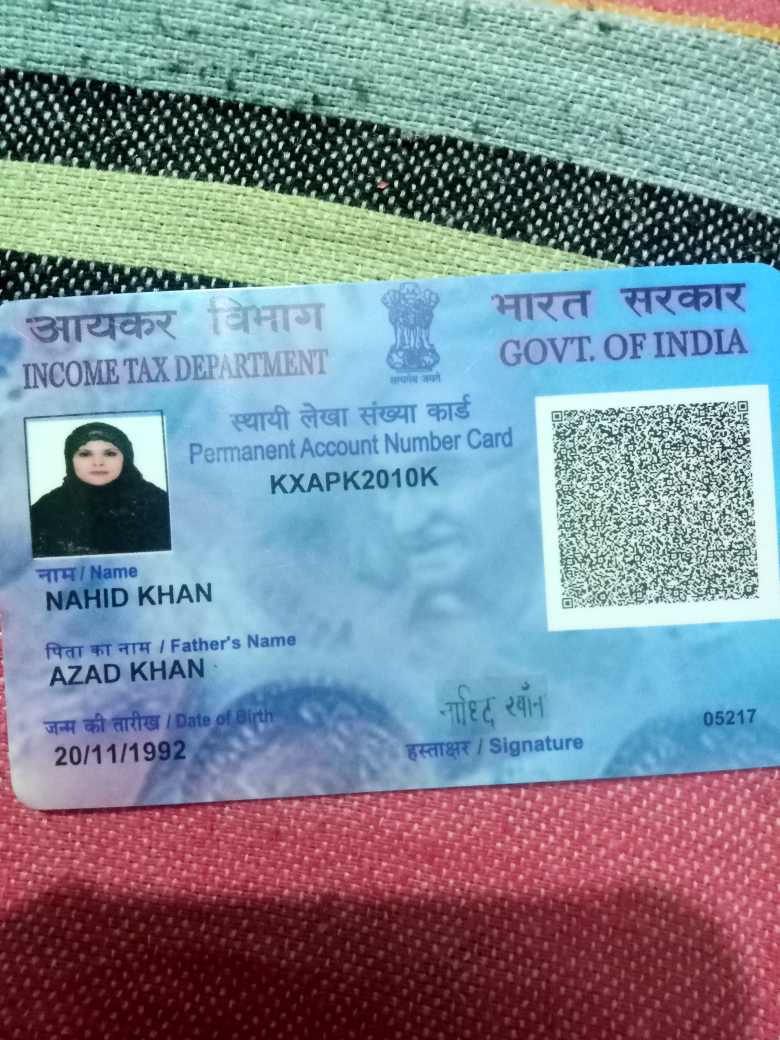 आयकर विभाग
INCOME TAX DEPARTMENT
भारत सरकार
GOVT. OF INDIA
सत्यमेव जयते
स्थायी लेखा संख्या कार्ड
Permanent Account Number Card
KXAPK2010K
नाम / Name
NAHID KHAN
पिता का नाम / Father's Name
AZAD KHAN
जन्म की तारीख / Date of Birth
20/11/1992
नाहिद खाँन
हस्ताक्षर / Signature
05217